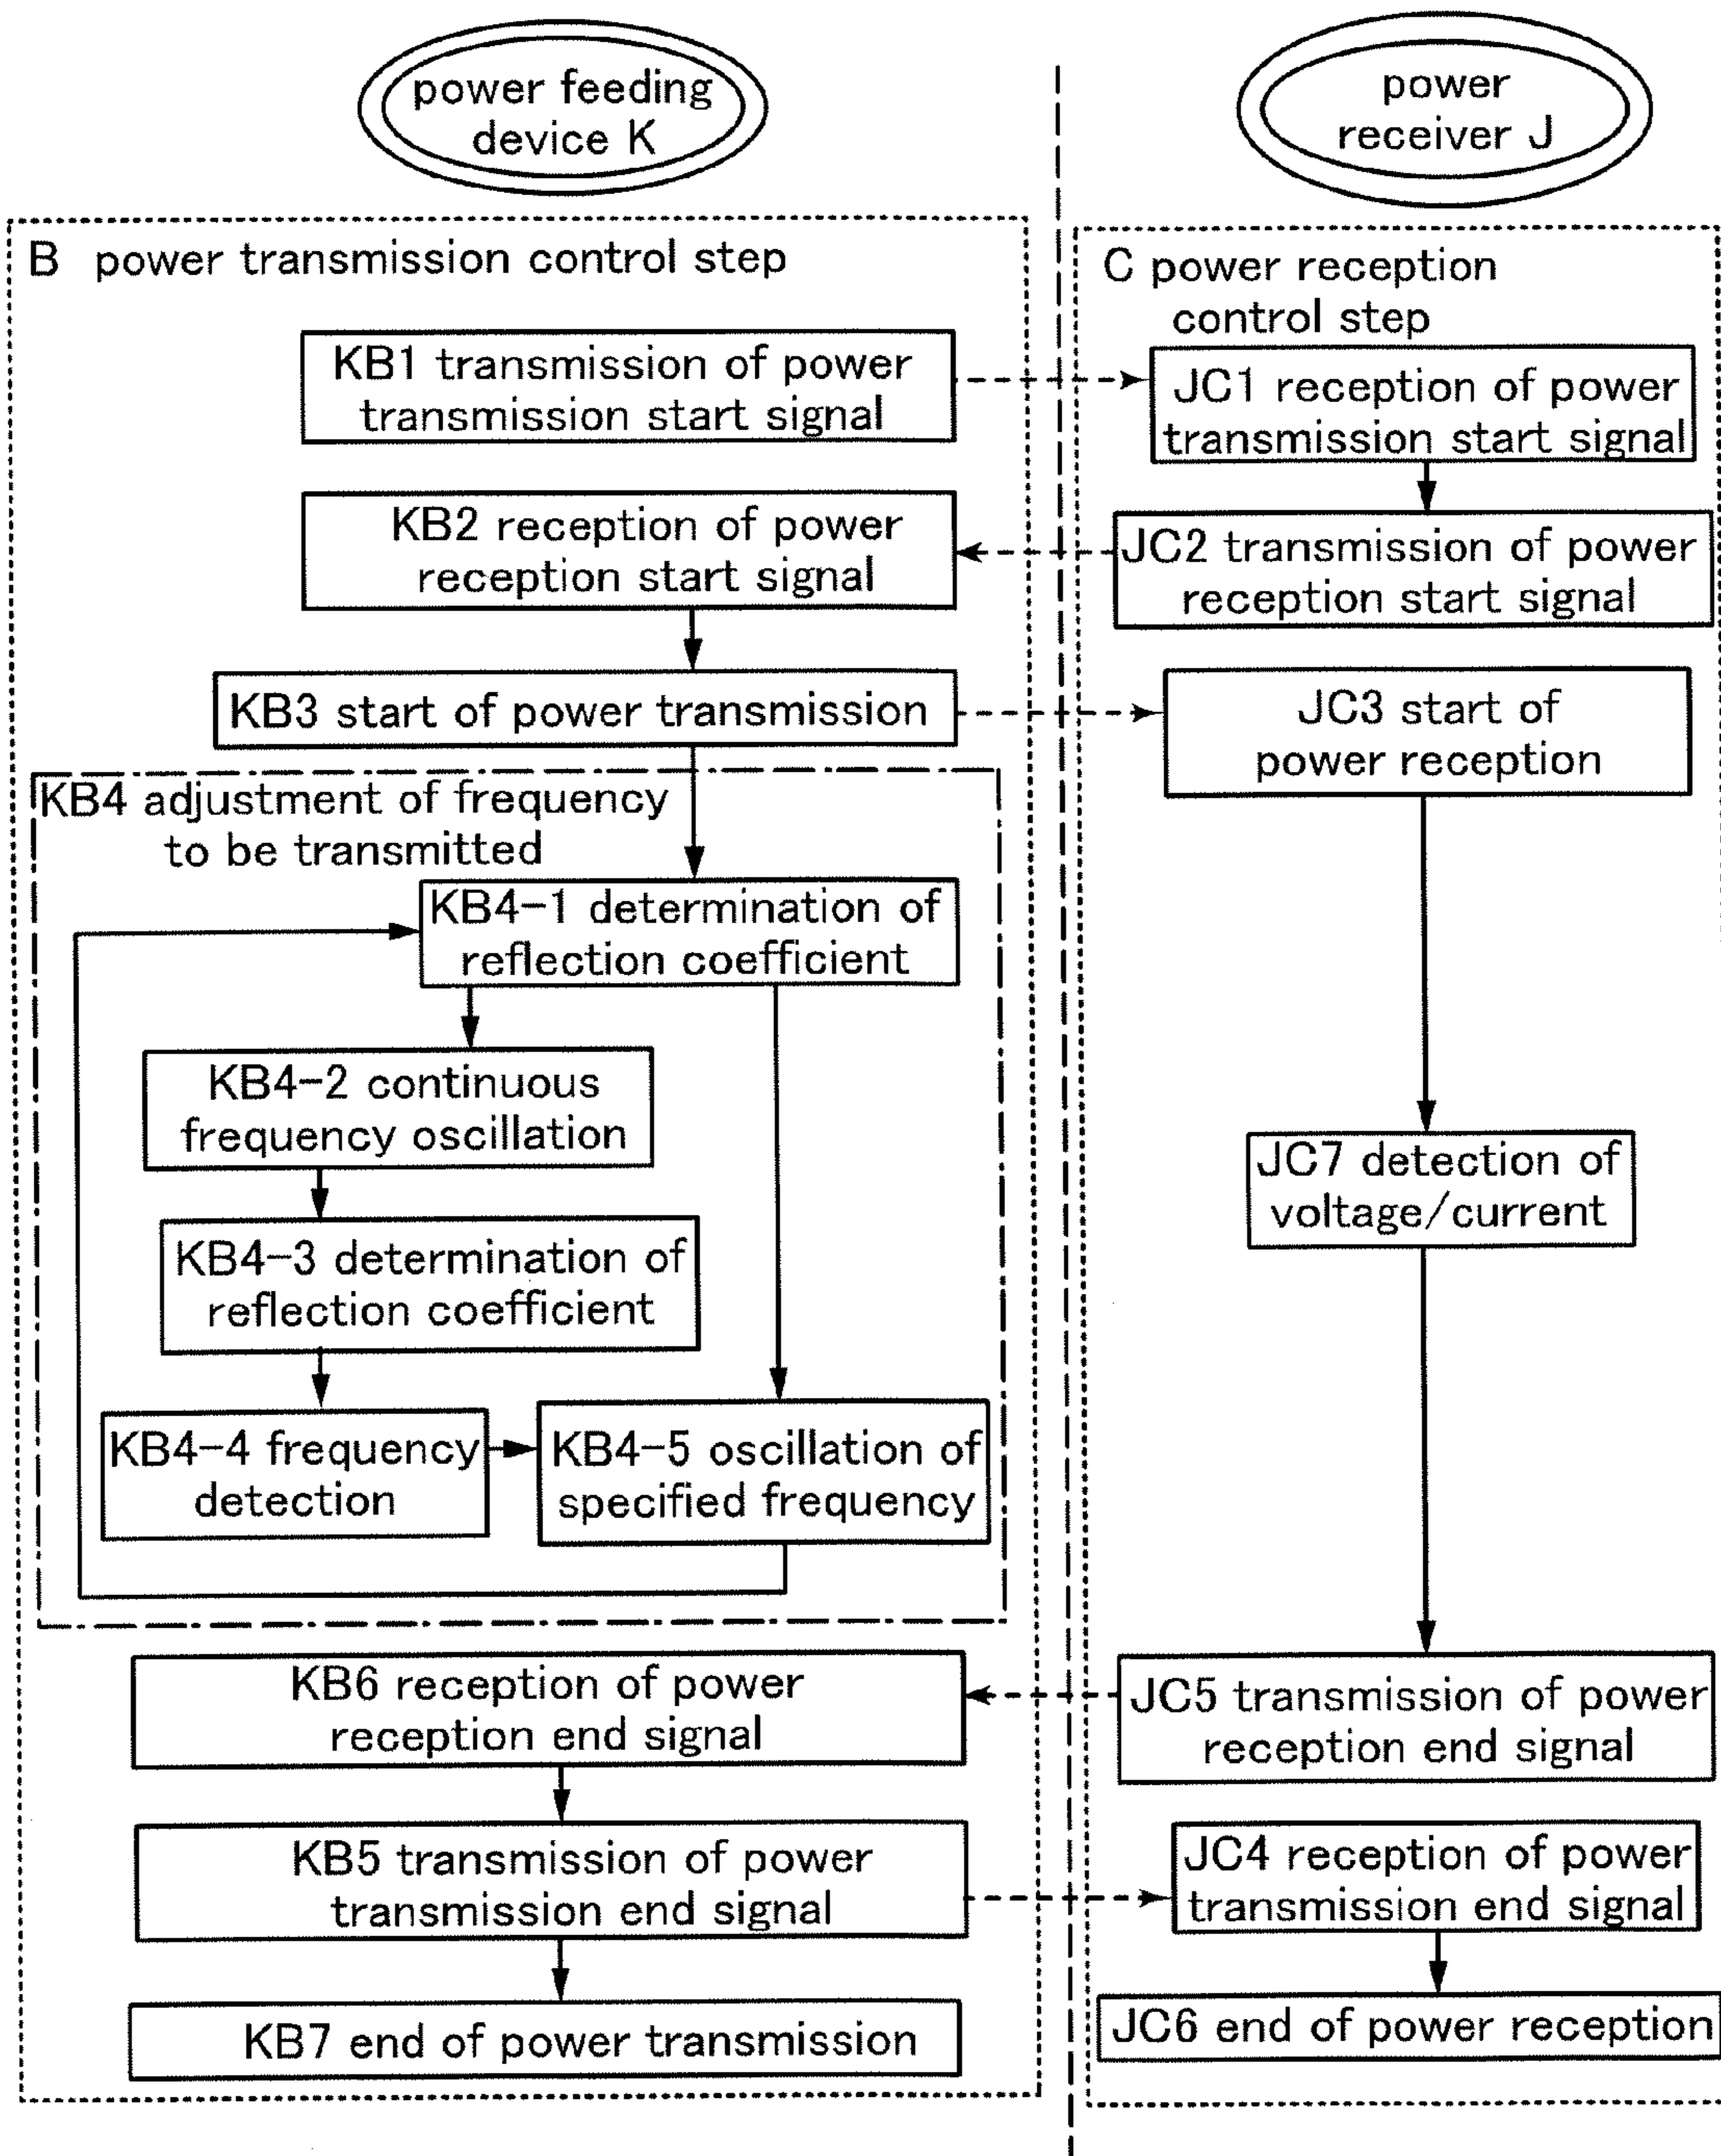 power feeding
device K
power
receiver J
B power transmission control step
KB1 transmission of power
transmission start signal
KB2 reception of power
reception start signal
KB3 start of power transmission
KB4 adjustment of frequency
to be transmitted
KB4-1 determination of
reflection coefficient
KB4-2 continuous
frequency oscillation
KB4-3 determination of
reflection coefficient
KB4-4 frequency
detection
KB4-5 oscillation of
specified frequency
KB6 reception of power
reception end signal
KB5 transmission of power
transmission end signal
KB7 end of power transmission
C power reception
control step
JC1 reception of power
transmission start signal
JC2 transmission of power
reception start signal
JC3 start of
power reception
JC7 detection of
voltage/current
JC5 transmission of power
reception end signal
JC4 reception of power
transmission end signal
JC6 end of power reception